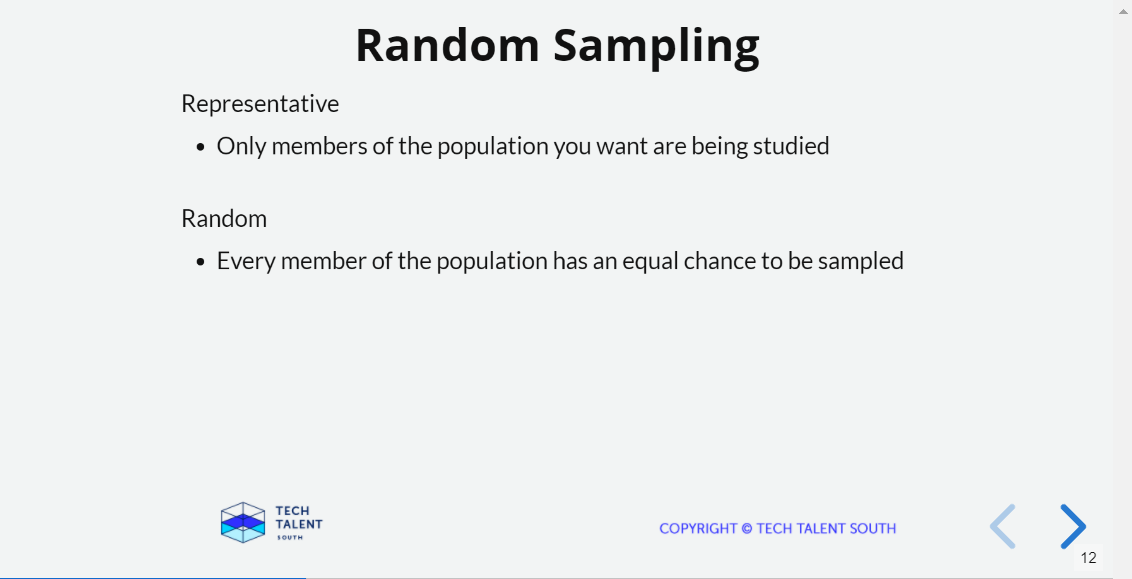 Random Sampling
Representative
• Only members of the population you want are being studied
Random
• Every member of the population has an equal chance to be sampled
TECH
TALENT
SOUTH
COPYRIGHT © TECH TALENT SOUTH
12